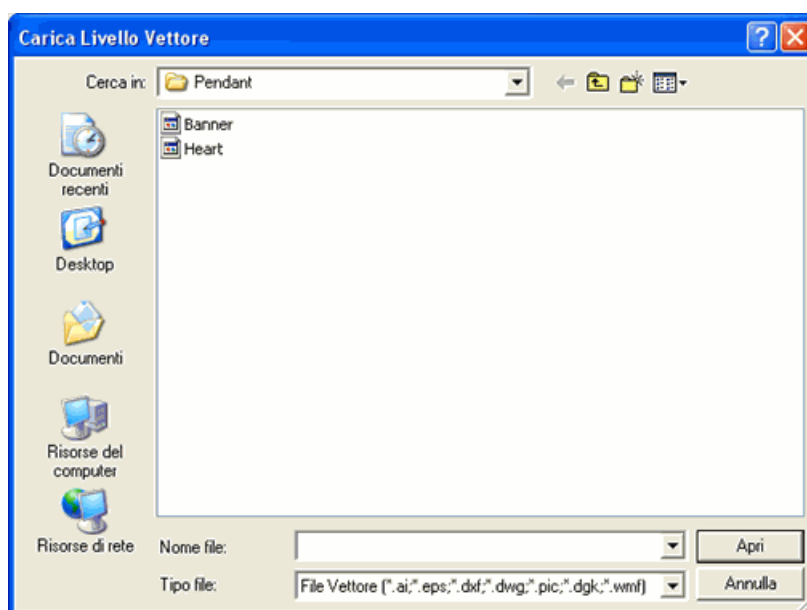 Carica Livello Vettore
Cerca in: Pendant
Banner
Heart
Documenti
recenti
Desktop
Documenti
Risorse del
computer
Risorse di rete
Nome file:
Apri
Tipo file: File Vettore (*.ai;*.eps;*.dxf;*.dwg;*.pic;*.dgk;*.wmf)
Annulla